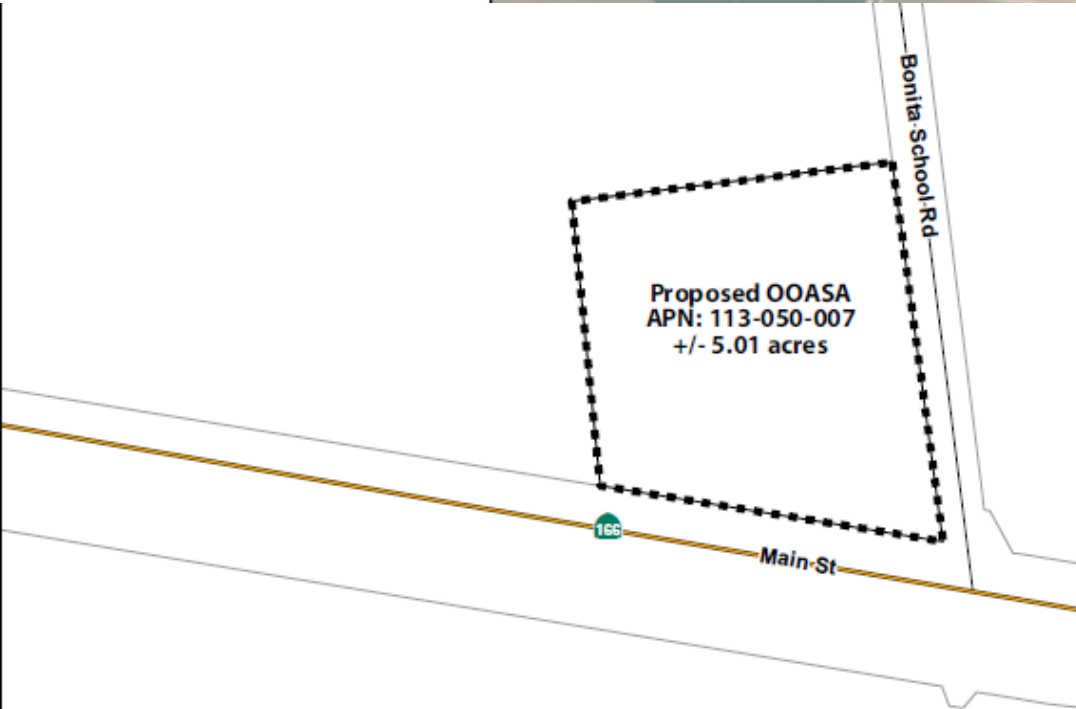 Bonita School Rd
Proposed OOASA
APN: 113-050-007
+/- 5.01 acres
166
Main St